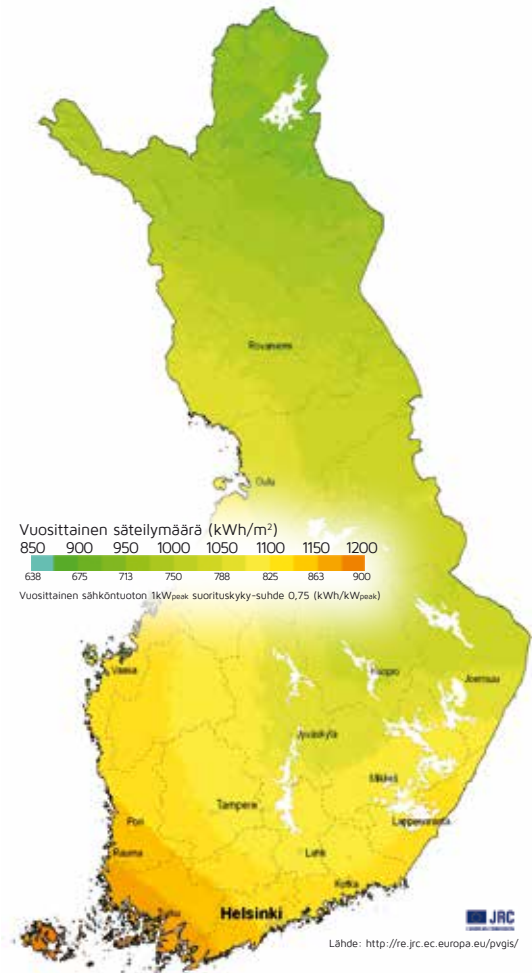 Rovaniemi
Oulu
Vuosittainen säteilymäärä (kWh/m²)
850 900 950 1000 1050 1100 1150 1200
638 675 713 750 788 825 863 900
Vuosittainen sähköntuoton 1kWpeak suorituskyky-suhde 0,75 (kWh/kWpeak)
Vaasa
Kuopio
Joensuu
Jyväskylä
Mikkeli
Tampere
Pori
Lappeenranta
Rauma
Lahti
Kotka
Turku
Helsinki
JRC
Lähde: http://re.jrc.ec.europa.eu/pvgis/